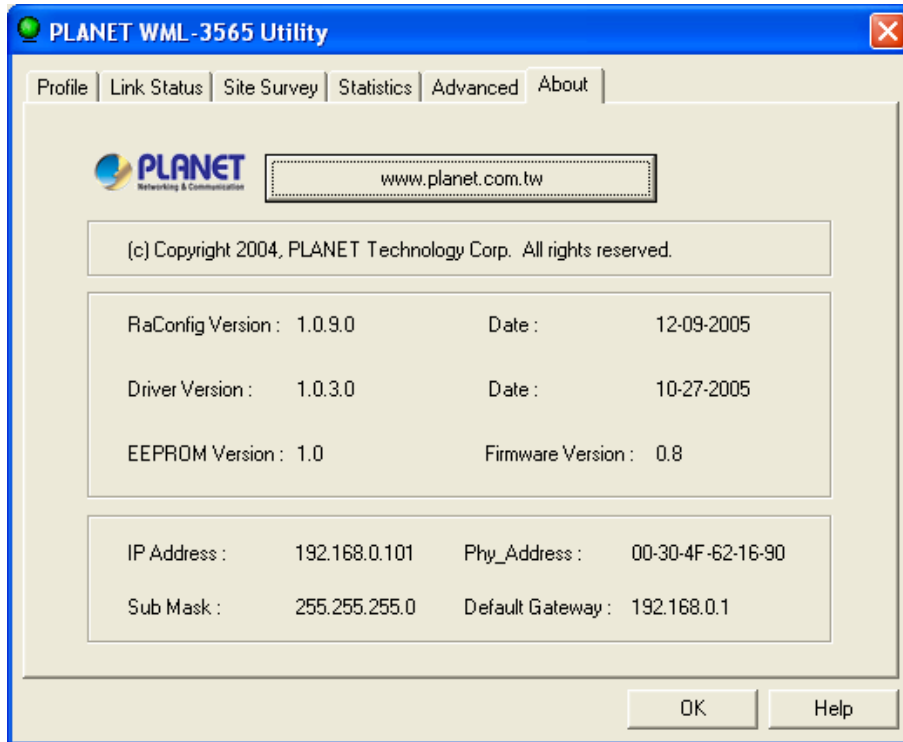 PLANET WML-3565 Utility
Profile Link Status Site Survey Statistics Advanced About
PLANET
Networking & Communication
www.planet.com.tw
(c) Copyright 2004, PLANET Technology Corp. All rights reserved.
RaConfig Version : 1.0.9.0 Date : 12-09-2005
Driver Version : 1.0.3.0 Date : 10-27-2005
EEPROM Version : 1.0 Firmware Version : 0.8
IP Address : 192.168.0.101 Phy_Address : 00-30-4F-62-16-90
Sub Mask : 255.255.255.0 Default Gateway : 192.168.0.1
OK Help